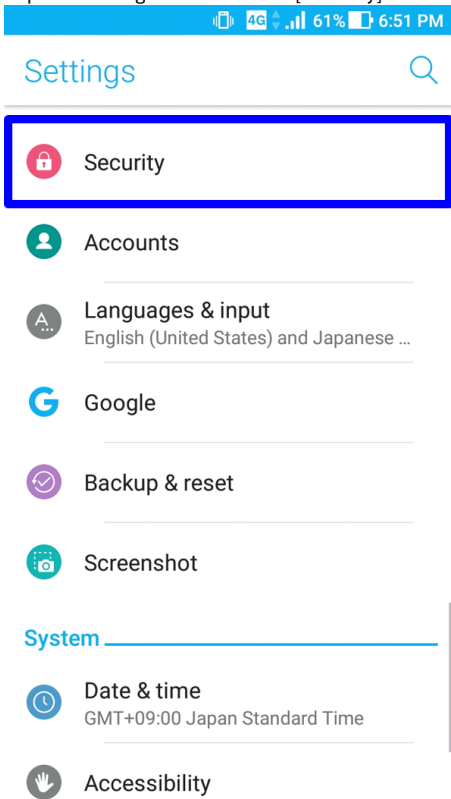 4G 61% 6:51 PM
Settings
Security
Accounts
A... Languages & input
English (United States) and Japanese ...
G Google
Backup & reset
Screenshot
System
Date & time
GMT+09:00 Japan Standard Time
Accessibility